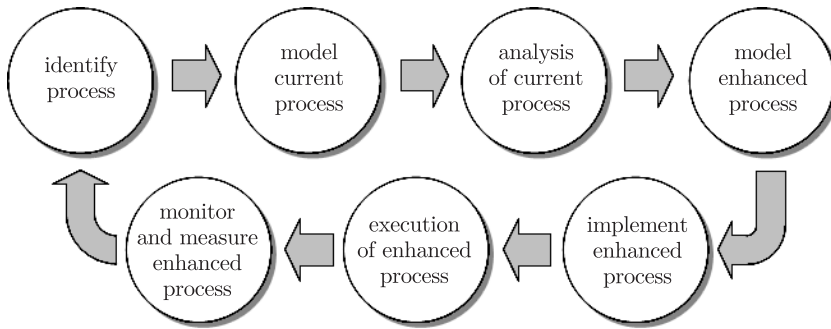 identify
process
model
current
process
analysis
of current
process
model
enhanced
process
implement
enhanced
process
execution
of enhanced
process
monitor
and measure
enhanced
process